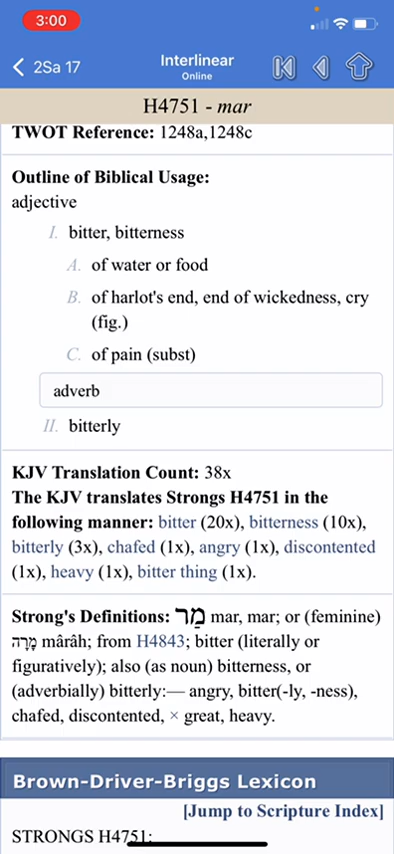 3:00
2Sa 17
Interlinear
Online
H4751 - mar
TWOT Reference: 1248a,1248c
Outline of Biblical Usage:
adjective
I. bitter, bitterness
A. of water or food
B. of harlot's end, end of wickedness, cry
(fig.)
C. of pain (subst)
adverb
II. bitterly
KJV Translation Count: 38x
The KJV translates Strongs H4751 in the
following manner: bitter (20x), bitterness (10x),
bitterly (3x), chafed (1x), angry (1x), discontented
(1x), heavy (1x), bitter thing (1x).
Strong's Definitions: מַר mar, mar; or (feminine)
מָרָה mârâh; from H4843; bitter (literally or
figuratively); also (as noun) bitterness, or
(adverbially) bitterly:— angry, bitter(-ly, -ness),
chafed, discontented, × great, heavy.
Brown-Driver-Briggs Lexicon
[Jump to Scripture Index]
STRONGS H4751: